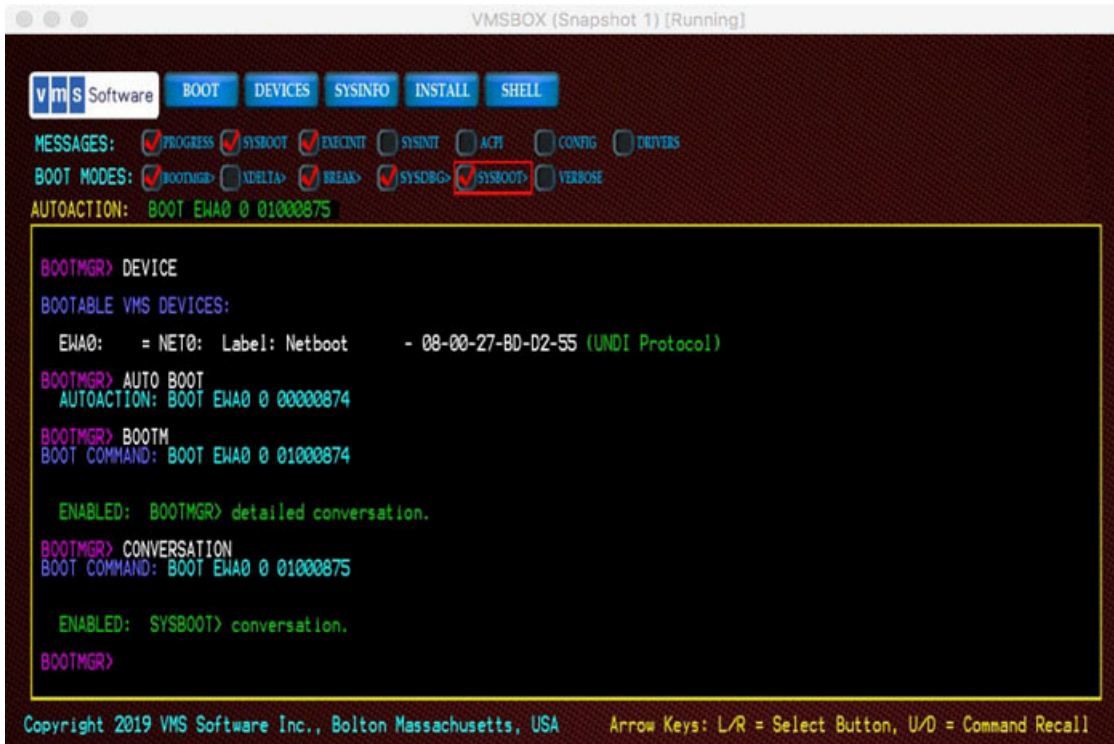 VMSBOX (Snapshot 1) [Running]
vms Software BOOT DEVICES SYSINFO INSTALL SHELL
MESSAGES: PROGRESS SYSBOOT EXECINIT SYSINIT ACPI CONFIG DRIVERS
BOOT MODES: BOOTMGR> XDELTA> BREAK> SYSDBG> SYSBOOT> VERBOSE
AUTOACTION: BOOT EWA0 0 01000875
BOOTMGR> DEVICE
BOOTABLE VMS DEVICES:
EWA0: = NET0: Label: Netboot - 08-00-27-BD-D2-55 (UNDI Protocol)
BOOTMGR> AUTO BOOT
AUTOACTION: BOOT EWA0 0 00000874
BOOTMGR> BOOTM
BOOT COMMAND: BOOT EWA0 0 01000874
ENABLED: BOOTMGR> detailed conversation.
BOOTMGR> CONVERSATION
BOOT COMMAND: BOOT EWA0 0 01000875
ENABLED: SYSBOOT> conversation.
BOOTMGR>
Copyright 2019 VMS Software Inc., Bolton Massachusetts, USA Arrow Keys: L/R = Select Button, U/D = Command Recall